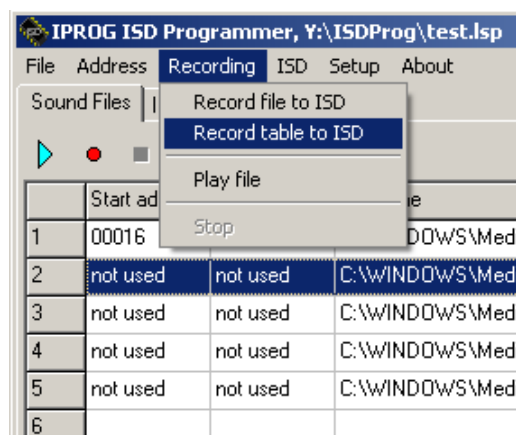 IPROG ISD Programmer, Y:\ISDProg\test.lsp
File Address Recording ISD Setup About
Sound Files
Record file to ISD
Record table to ISD
Play file
Stop
Start ad
1 00016 DOWS\Med
2 not used not used C:\WINDOWS\Med
3 not used not used C:\WINDOWS\Med
4 not used not used C:\WINDOWS\Med
5 not used not used C:\WINDOWS\Med
6